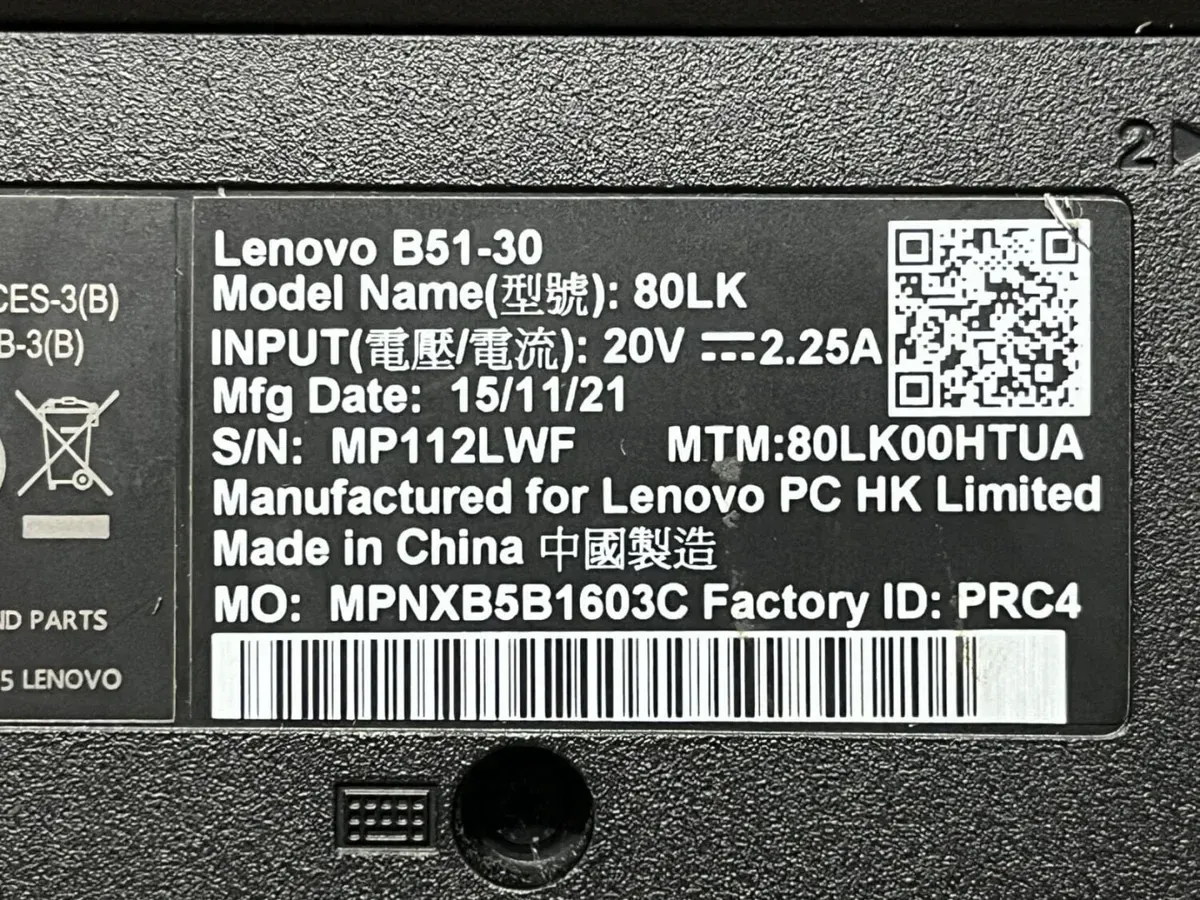 2
CES-3(B)
B-3(B)
ND PARTS
5 LENOVO
Lenovo B51-30
Model Name(型號): 80LK
INPUT(電壓/電流): 20V ⎓ 2.25A
Mfg Date: 15/11/21
S/N: MP112LWF MTM:80LK00HTUA
Manufactured for Lenovo PC HK Limited
Made in China 中國製造
MO: MPNXB5B1603C Factory ID: PRC4